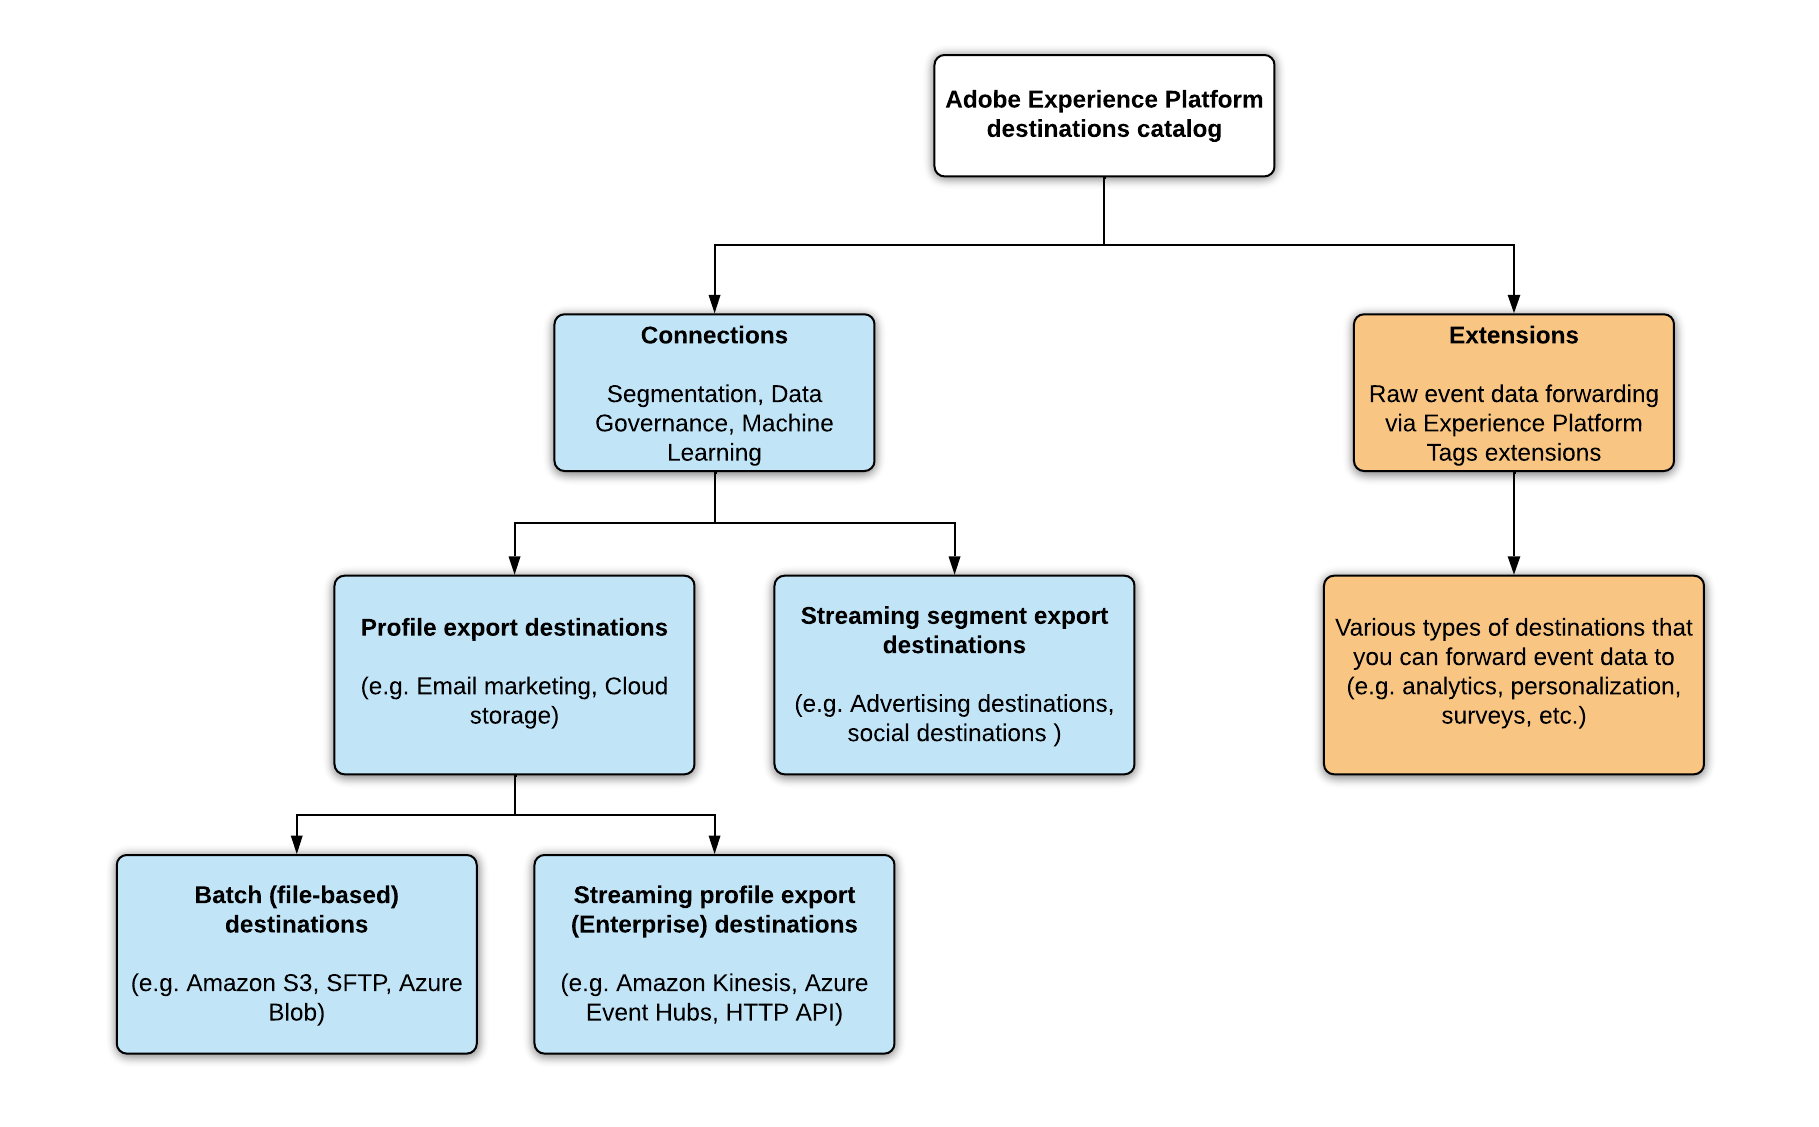 Adobe Experience Platform
destinations catalog
Connections
Segmentation, Data
Governance, Machine
Learning
Extensions
Raw event data forwarding
via Experience Platform
Tags extensions
Profile export destinations
(e.g. Email marketing, Cloud
storage)
Streaming segment export
destinations
(e.g. Advertising destinations,
social destinations )
Various types of destinations that
you can forward event data to
(e.g. analytics, personalization,
surveys, etc.)
Batch (file-based)
destinations
(e.g. Amazon S3, SFTP, Azure
Blob)
Streaming profile export
(Enterprise) destinations
(e.g. Amazon Kinesis, Azure
Event Hubs, HTTP API)